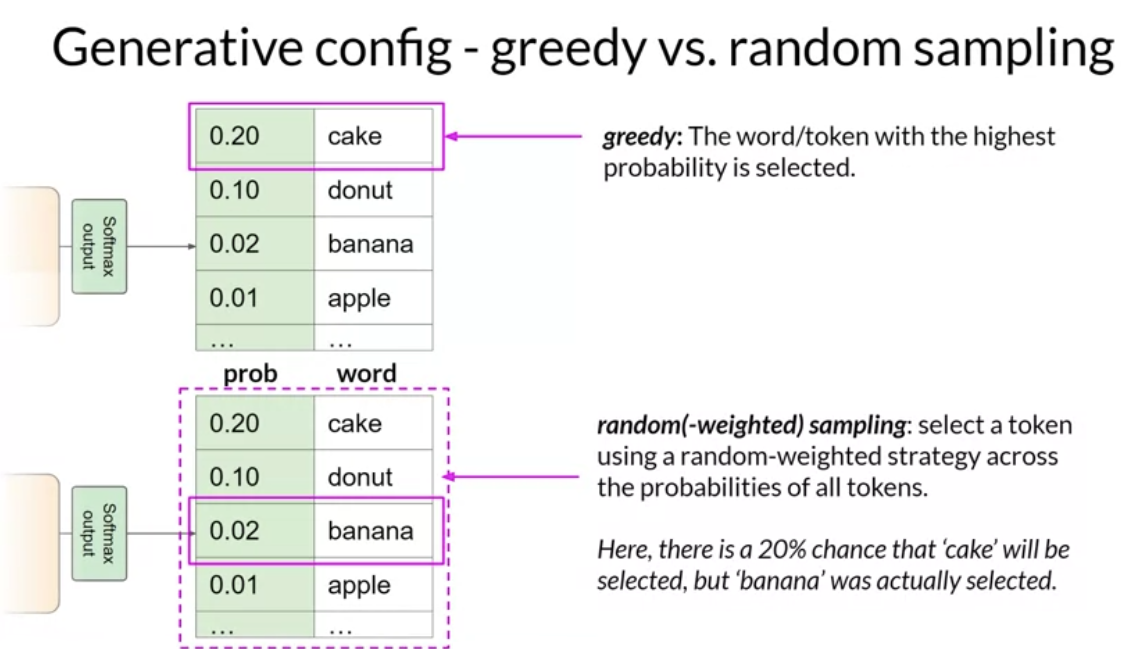 Generative config - greedy vs. random sampling
0.20 cake
0.10 donut
0.02 banana
0.01 apple
... ...
Softmax
output
greedy: The word/token with the highest
probability is selected.
prob word
0.20 cake
0.10 donut
0.02 banana
0.01 apple
... ...
Softmax
output
random(-weighted) sampling: select a token
using a random-weighted strategy across
the probabilities of all tokens.
Here, there is a 20% chance that ‘cake’ will be
selected, but ‘banana’ was actually selected.